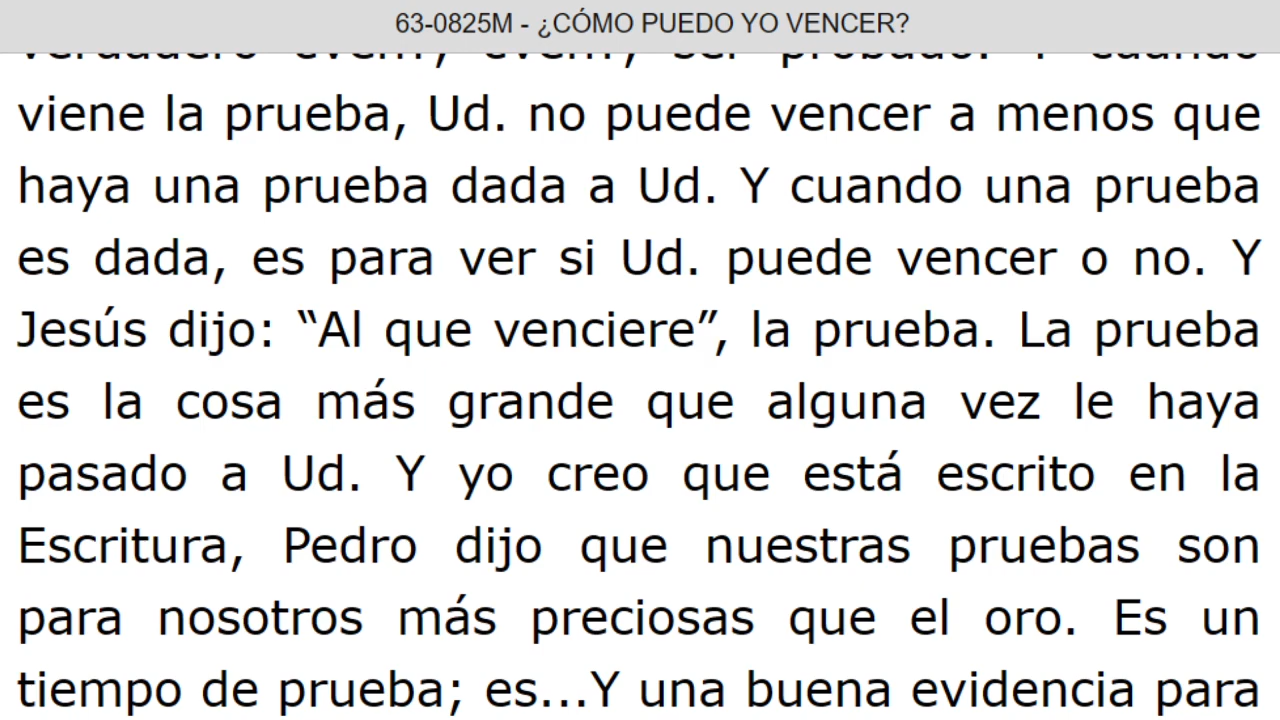 63-0825M - ¿CÓMO PUEDO YO VENCER?
viene la prueba, Ud. no puede vencer a menos que
haya una prueba dada a Ud. Y cuando una prueba
es dada, es para ver si Ud. puede vencer o no. Y
Jesús dijo: “Al que venciere”, la prueba. La prueba
es la cosa más grande que alguna vez le haya
pasado a Ud. Y yo creo que está escrito en la
Escritura, Pedro dijo que nuestras pruebas son
para nosotros más preciosas que el oro. Es un
tiempo de prueba; es...Y una buena evidencia para